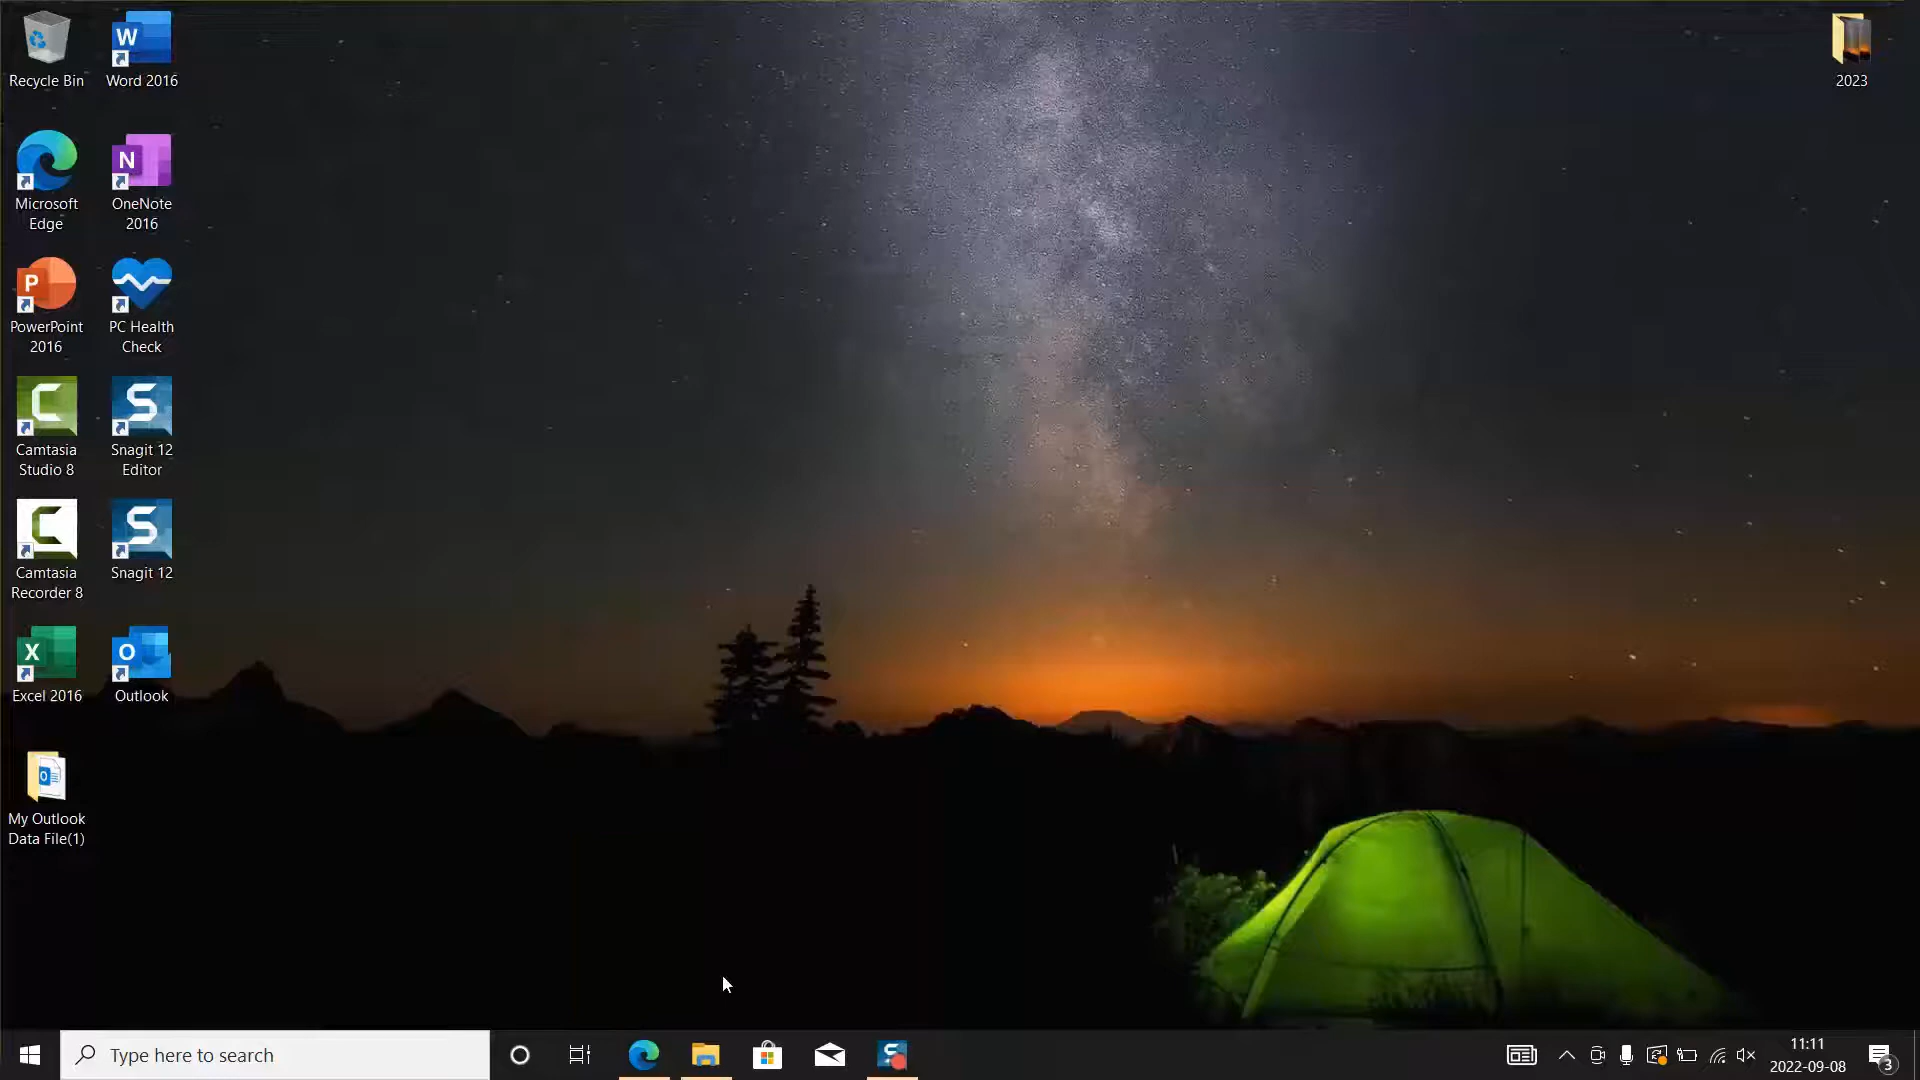 Recycle Bin
Word 2016
2023
Microsoft
Edge
OneNote
2016
PowerPoint
2016
PC Health
Check
Camtasia
Studio 8
Snagit 12
Editor
Camtasia
Recorder 8
Snagit 12
Excel 2016
Outlook
My Outlook
Data File(1)
Type here to search
11:11
2022-09-08
3